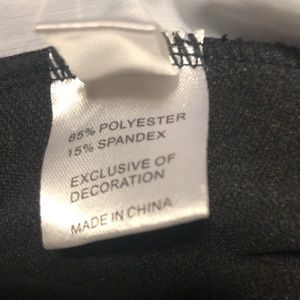 85% POLYESTER
15% SPANDEX
EXCLUSIVE OF
DECORATION
MADE IN CHINA